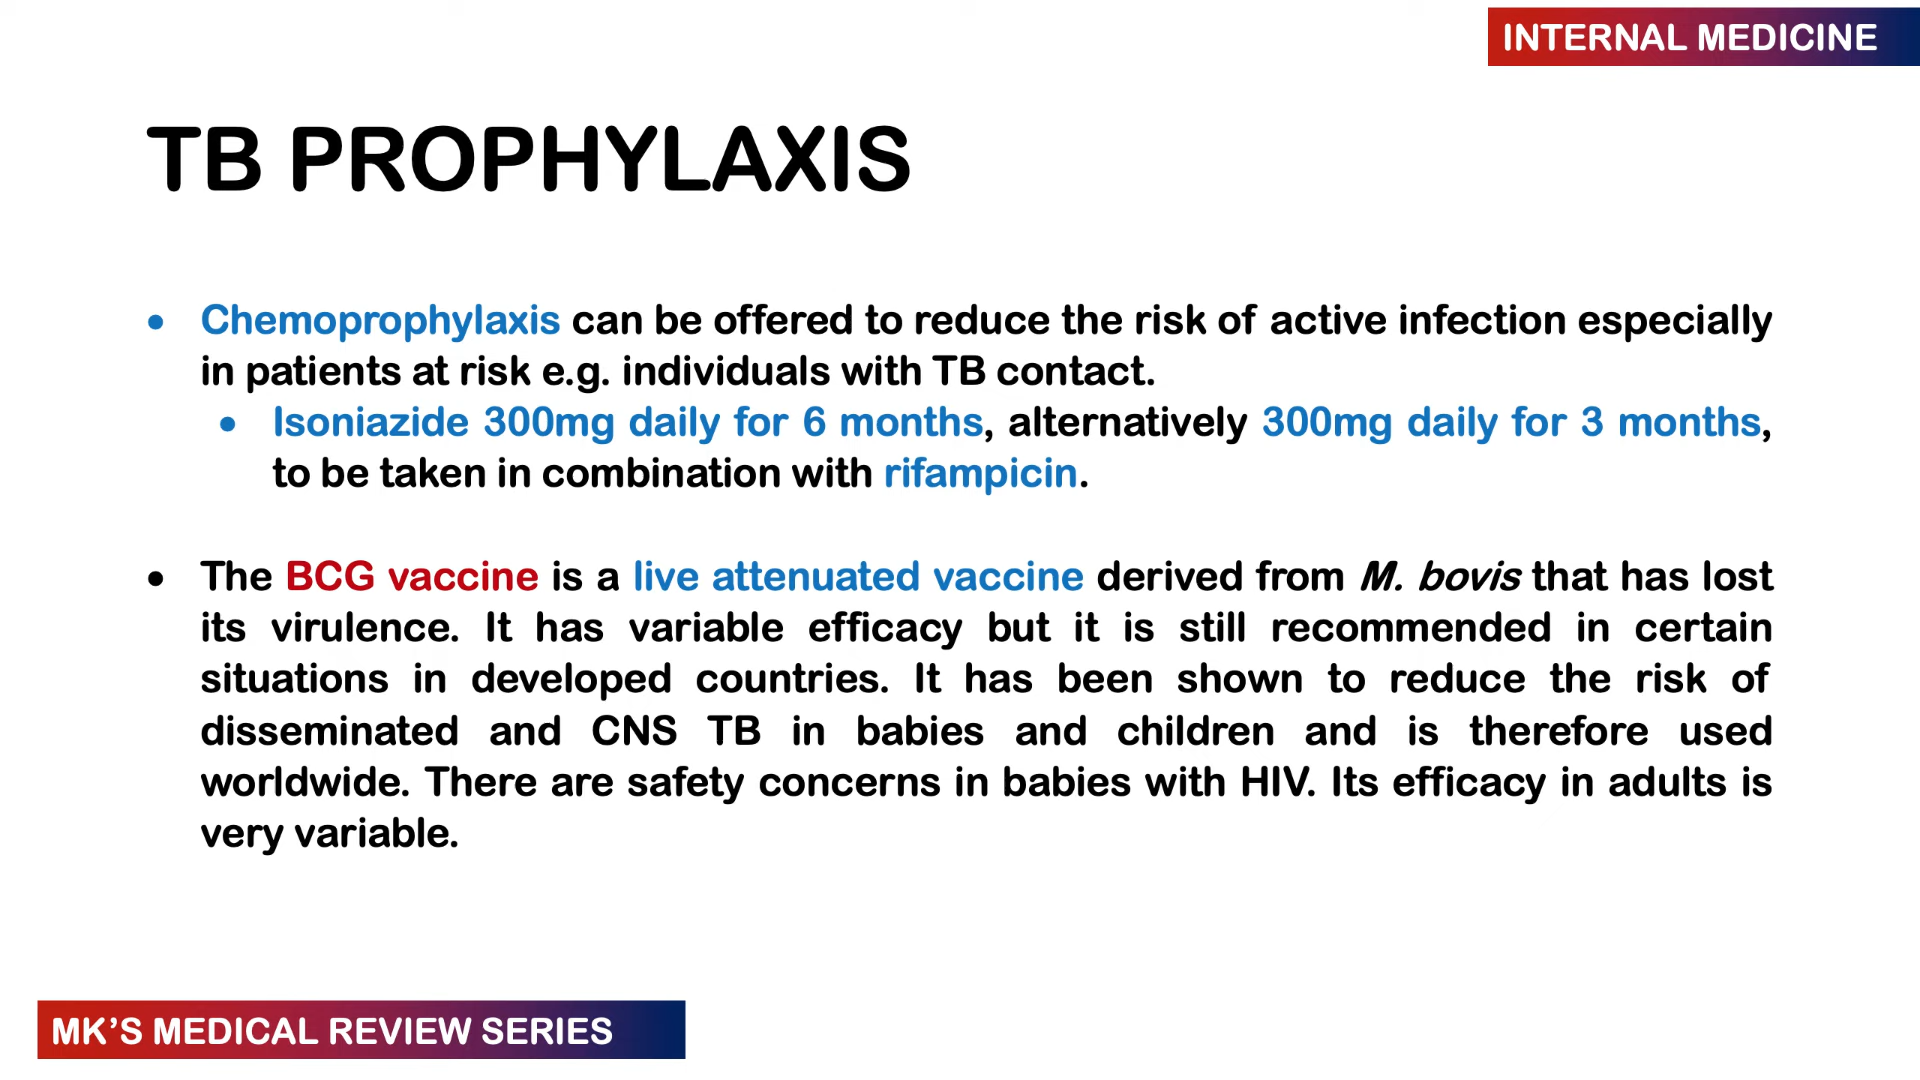 INTERNAL MEDICINE
TB PROPHYLAXIS
• Chemoprophylaxis can be offered to reduce the risk of active infection especially
in patients at risk e.g. individuals with TB contact.
• Isoniazide 300mg daily for 6 months, alternatively 300mg daily for 3 months,
to be taken in combination with rifampicin.
• The BCG vaccine is a live attenuated vaccine derived from M. bovis that has lost
its virulence. It has variable efficacy but it is still recommended in certain
situations in developed countries. It has been shown to reduce the risk of
disseminated and CNS TB in babies and children and is therefore used
worldwide. There are safety concerns in babies with HIV. Its efficacy in adults is
very variable.
MK’S MEDICAL REVIEW SERIES